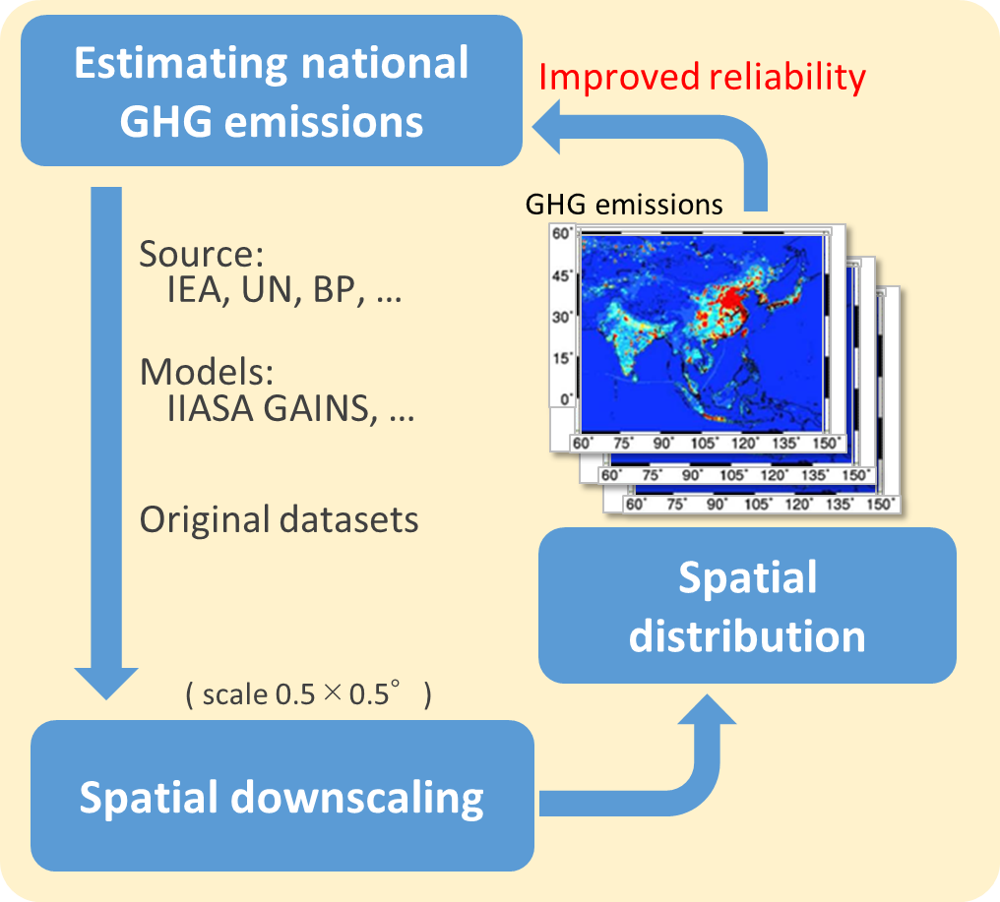 Estimating national
GHG emissions
Improved reliability
Source:
IEA, UN, BP, ...
Models:
IIASA GAINS, ...
Original datasets
GHG emissions
60°
45°
30°
15°
0°
60° 75° 90° 105° 120° 135° 150°
60° 75° 90° 105° 120° 135° 150°
60° 75° 90° 105° 120° 135° 150°
Spatial
distribution
( scale 0.5×0.5° )
Spatial downscaling